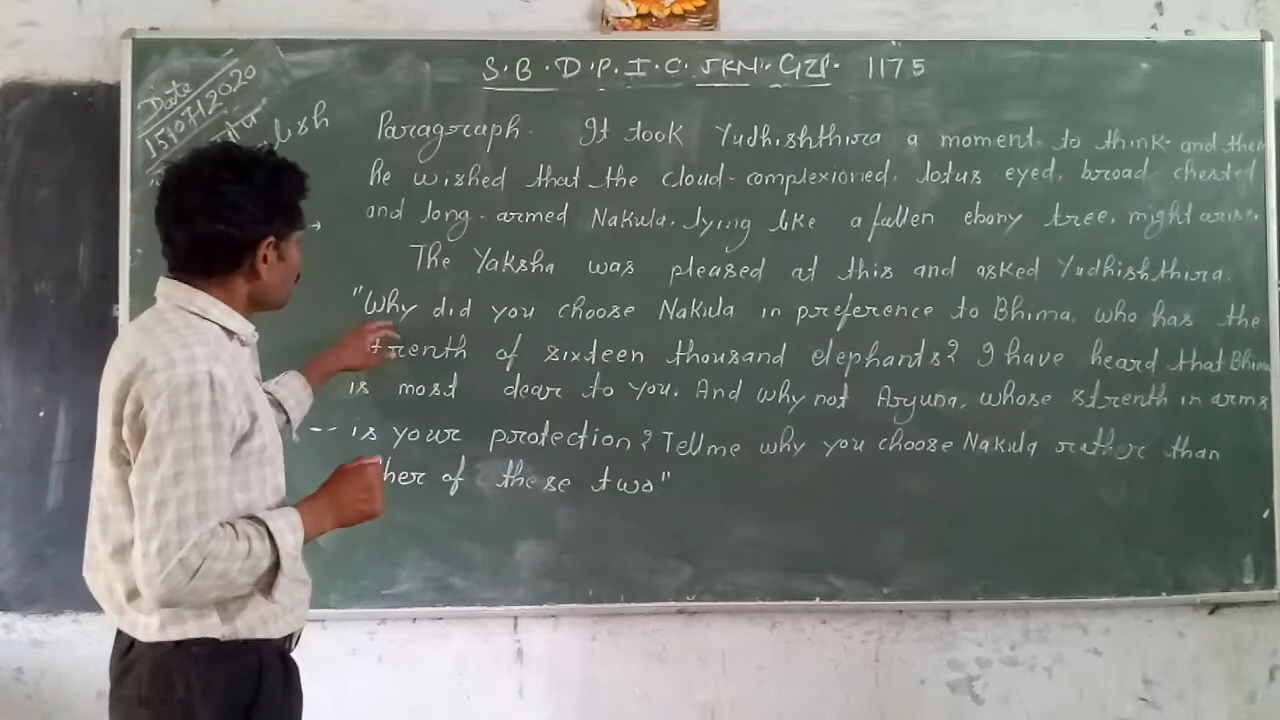 S.B.D.P.I.C. JKN. GZP. 1175
Date
15/07/2020
lish
Paragraph. It took Yudhishthira a moment to think and then
he wished that the cloud-complexioned, lotus eyed, broad chested
and long-armed Nakula, lying like a fallen ebony tree, might arise.
The Yaksha was pleased at this and asked Yudhishthira.
"Why did you choose Nakula in preference to Bhima, who has the
trenth of sixteen thousand elephants? I have heard that Bhima
is most dear to you. And why not Arjuna, whose strenth in arms
-- is your protection? Tell me why you choose Nakula rather than
ther of these two"